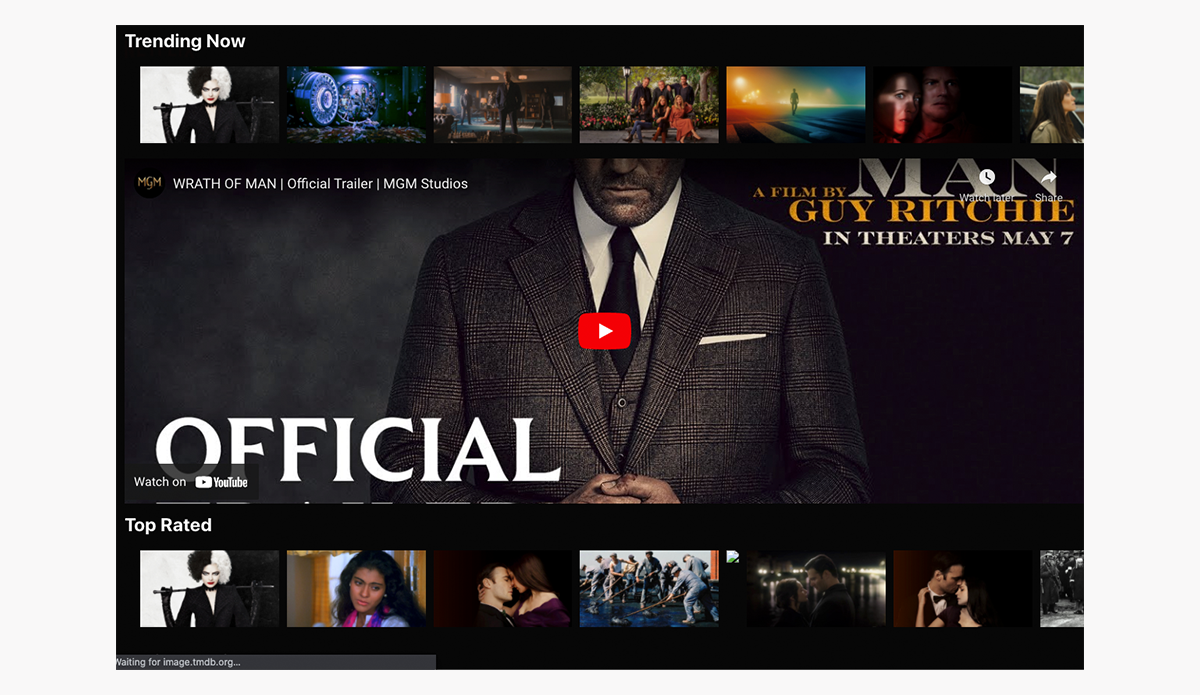 Trending Now
MGM
WRATH OF MAN | Official Trailer | MGM Studios
MAN
A FILM BY
GUY RITCHIE
IN THEATERS MAY 7
Watch later
Share
OFFICIAL
Watch on YouTube
Top Rated
Waiting for image.tmdb.org...